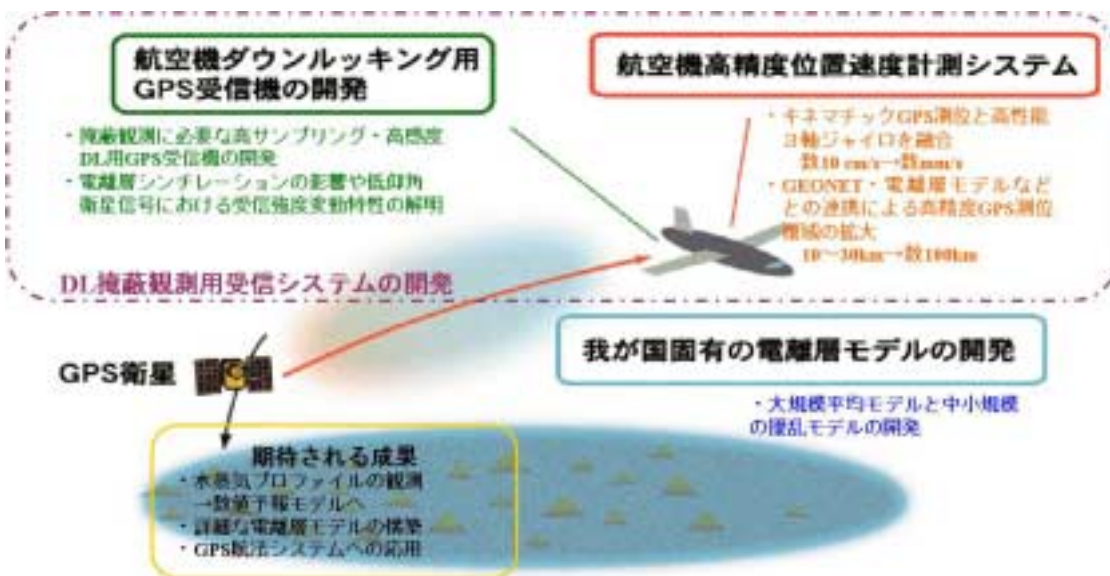 航空機ダウンルッキング用
GPS受信機の開発
・掩蔽観測に必要な高サンプリング・高感度
DL用GPS受信機の開発
・電離層シンチレーションの影響や低仰角
衛星信号における受信強度変動特性の解明
航空機高精度位置速度計測システム
・キネマチックGPS測位と高性能
3軸ジャイロを融合
数10 cm/s→数mm/s
・GEONET・電離層モデルなど
との連携による高精度GPS測位
機域の拡大
10~30km→数100km
DL掩蔽観測用受信システムの開発
GPS衛星
我が国固有の電離層モデルの開発
・大規模平均モデルと中小規模
の擾乱モデルの開発
期待される成果
・水蒸気プロファイルの観測
→数値予報モデルへ
・詳細な電離層モデルの構築
・GPS航法システムへの応用